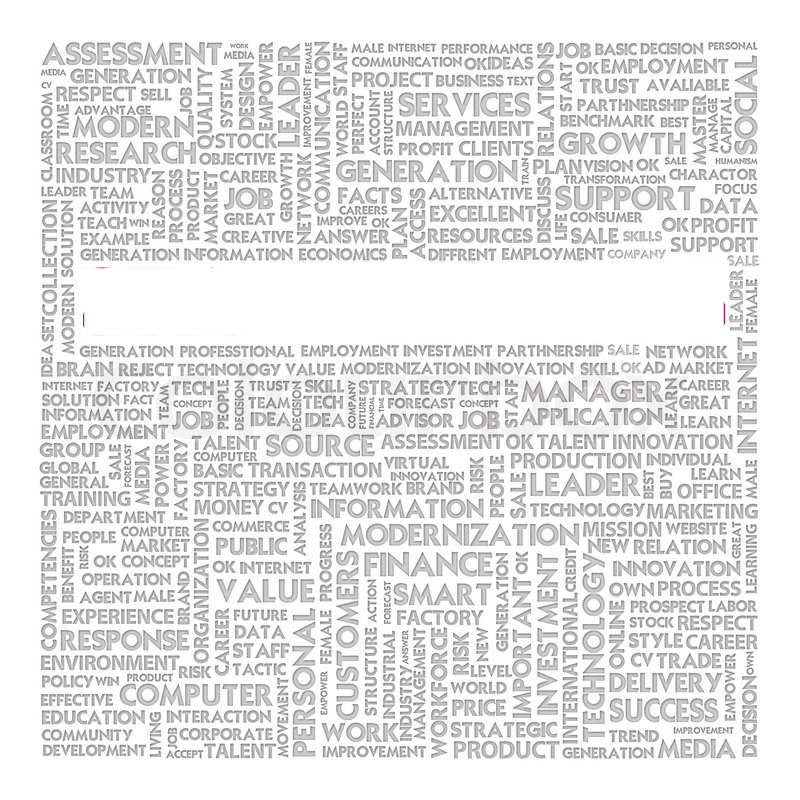 ASSESSMENT WORK MEDIA
MEDIA GENERATION
CV RESPECT SELL
ADVANTAGE
CLASSROOM TIME MODERN JOB
RESEARCH
QUALITY SYSTEM DESIGN EMPOWER LEADER IMPROVEMENT FEMALE COMMUNICATION
STOCK
OBJECTIVE
WORLD STAFF MALE INTERNET PERFORMANCE
COMMUNICATION OK IDEAS
PROJECT BUSINESS TEXT
PERFECT ACCOUNT STRUCTURE SERVICES
MANAGEMENT
PROFIT CLIENTS
GENERATION TRAIN
RELATIONS START JOB BASIC DECISION PERSONAL
OK EMPLOYMENT
TRUST AVALIABLE
PARTHNERSHIP
BENCHMARK BEST
GROWTH MASTER MANAGE CAPITAL SOCIAL
PLAN VISION OK SALE HUMANISM
TRANSFORMATION CHARACTOR
INDUSTRY
LEADER TEAM
ACTIVITY
TEACH WIN
EXAMPLE
REASON PROCESS PRODUCT MARKET CAREER
JOB
GREAT
CREATIVE
GROWTH NETWORK FACTS
CAREERS
IMPROVE OK
ANSWER
PLAN ACCESS ALTERNATIVE
EXCELLENT
RESOURCES
DISCUSS LIFE SUPPORT FOCUS
CONSUMER DATA
SALE SKILLS OK PROFIT
SUPPORT
GENERATION INFORMATION ECONOMICS DIFFRENT EMPLOYMENT COMPANY SALE
IDEA SET COLLECTION MODERN SOLUTION
LEADER FEMALE INTERNET
GENERATION PROFESSTIONAL EMPLOYMENT INVESTMENT PARTHNERSHIP SALE NETWORK
BRAIN REJECT TECHNOLOGY VALUE MODERNIZATION INNOVATION SKILL OK AD MARKET
INTERNET FACTORY
SOLUTION FACT
INFORMATION
EMPLOYMENT
TEAM TECH
CONCEPT
JOB
PEOPLE DECISION TRUST
TEAM
IDEA
DECISION SKILL
TECH
IDEA
COMPANY FUTURE FINANCIAL TIME STRATEGY TECH
FORECAST CONCEPT
ADVISOR JOB
STAFF MANAGER
APPLICATION
LEARN CAREER
GREAT
LEARN
GROUP
GLOBAL
GENERAL
TRAINING
SALE FORECAST MEDIA POWER FACTORY
TALENT
COMPUTER
BASIC TRANSACTION
STRATEGY
MONEY CV
SOURCE ASSESSMENT OK TALENT INNOVATION
VIRTUAL
INNOVATION
TEAMWORK BRAND
RISK PEOPLE SALE
PRODUCTION INDIVIDUAL
LEADER BEST BUY LEARN
OFFICE MALE
ANALYSIS INFORMATION TECHNOLOGY MARKETING
DEPARTMENT
COMPETENCIES BENEFIT PEOPLE COMPUTER
RISK MARKET
OK CONCEPT
OPERATION
AGENT MALE BRAND
EXPERIENCE
RESPONSE
ORGANIZATION COMMERCE
PUBLIC
OK INTERNET
VALUE
PROGRESS MODERNIZATION MISSION WEBSITE
NEW RELATION GREAT LEARNING
FINANCE OK
CUSTOMERS ACTION FORECAST SMART
FACTORY
GENERATION IMPORTANT INVESTMENT CREDIT
INNOVATION
OWN PROCESS
PROSPECT LABOR
STOCK RESPECT
STYLE CAREER
CV TRADE
ONLINE TECHNOLOGY INTERNATIONAL
CAREER FUTURE
DATA
STAFF
TACTIC
PERSONAL FEMALE EMPOWER STRUCTURE INDUSTRIAL ANSWER INDUSTRY MANAGEMENT WORKFORCE RISK NEW
LEVEL
WORLD
PRICE
ENVIRONMENT
POLICY WIN PRODUCT RISK
EFFECTIVE COMPUTER
DELIVERY EMPOWER OWN DECISION
SUCCESS
EDUCATION INTERACTION MOVEMENT
COMMUNITY LIVING JOB CORPORATE
WORK STRATEGIC TREND IMPROVEMENT
DEVELOPMENT ACCEPT TALENT IMPROVEMENT PRODUCT GENERATION MEDIA